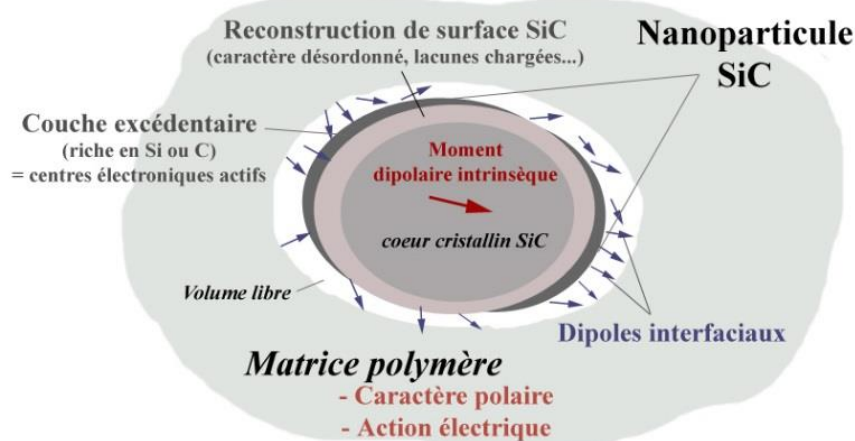 Reconstruction de surface SiC
(caractère désordonné, lacunes chargées...)
Nanoparticule
SiC
Couche excédentaire
(riche en Si ou C)
= centres électroniques actifs
Moment
dipolaire intrinsèque
coeur cristallin SiC
Volume libre
Dipoles interfaciaux
Matrice polymère
- Caractère polaire
- Action électrique